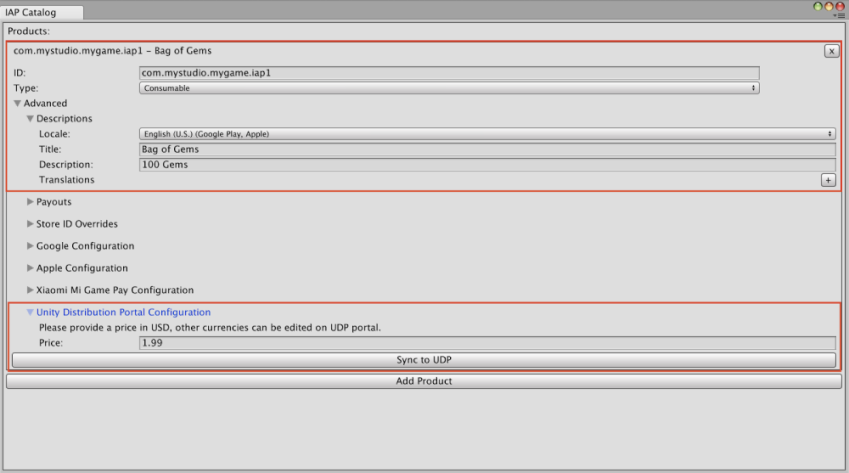 IAP Catalog
Products:
com.mystudio.mygame.iap1 - Bag of Gems
x
ID: com.mystudio.mygame.iap1
Type: Consumable
Advanced
Descriptions
Locale: English (U.S.) (Google Play, Apple)
Title: Bag of Gems
Description: 100 Gems
Translations +
Payouts
Store ID Overrides
Google Configuration
Apple Configuration
Xiaomi Mi Game Pay Configuration
Unity Distribution Portal Configuration
Please provide a price in USD, other currencies can be edited on UDP portal.
Price: 1.99
Sync to UDP
Add Product